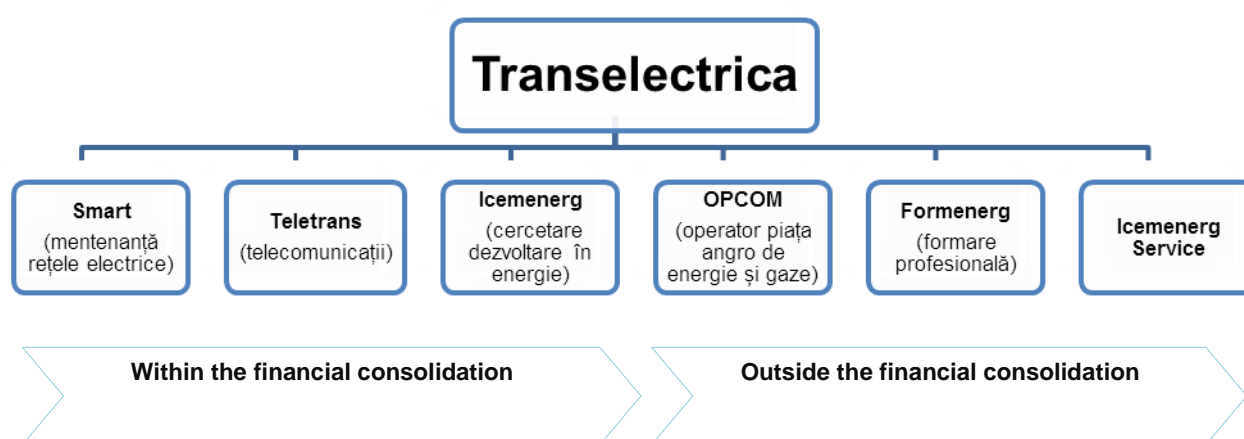 Transelectrica
Smart
(mentenanță
rețele electrice)
Teletrans
(telecomunicații)
Icemenerg
(cercetare
dezvoltare în
energie)
OPCOM
(operator piața
angro de
energie și gaze)
Formenerg
(formare
profesională)
Icemenerg
Service
Within the financial consolidation
Outside the financial consolidation